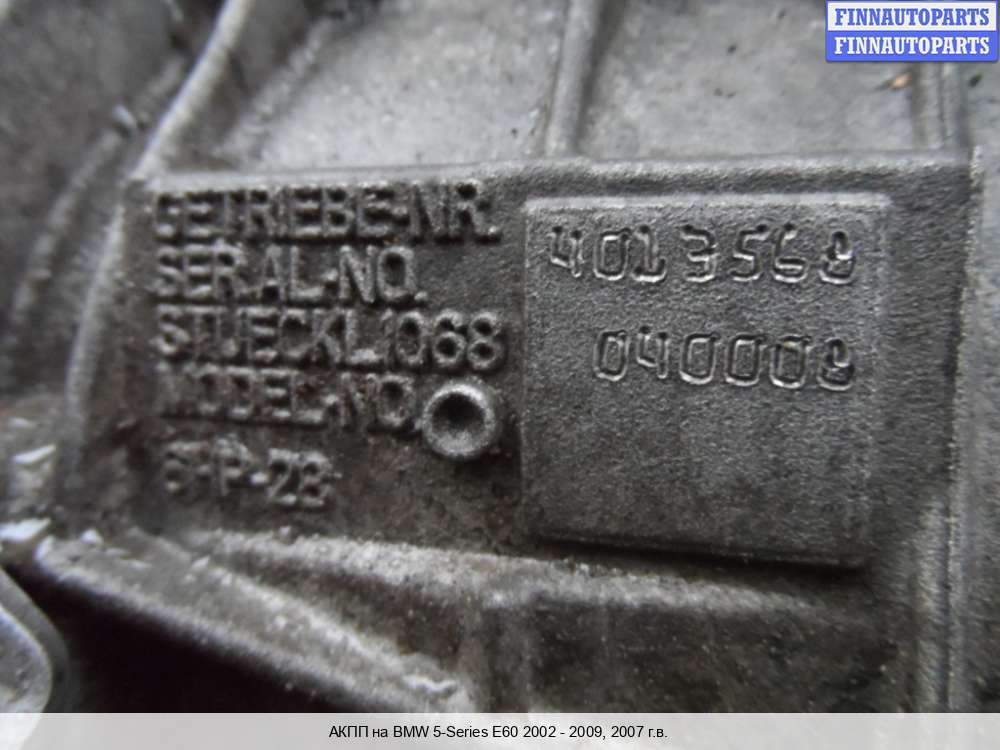 FINNAUTOPARTS
FINNAUTOPARTS
GETRIEBE-NR.
SERIAL-NO.
STUECKL.1068
MODEL-NO.
6HP-28
4013568
040008
АКПП на BMW 5-Series E60 2002 - 2009, 2007 г.в.